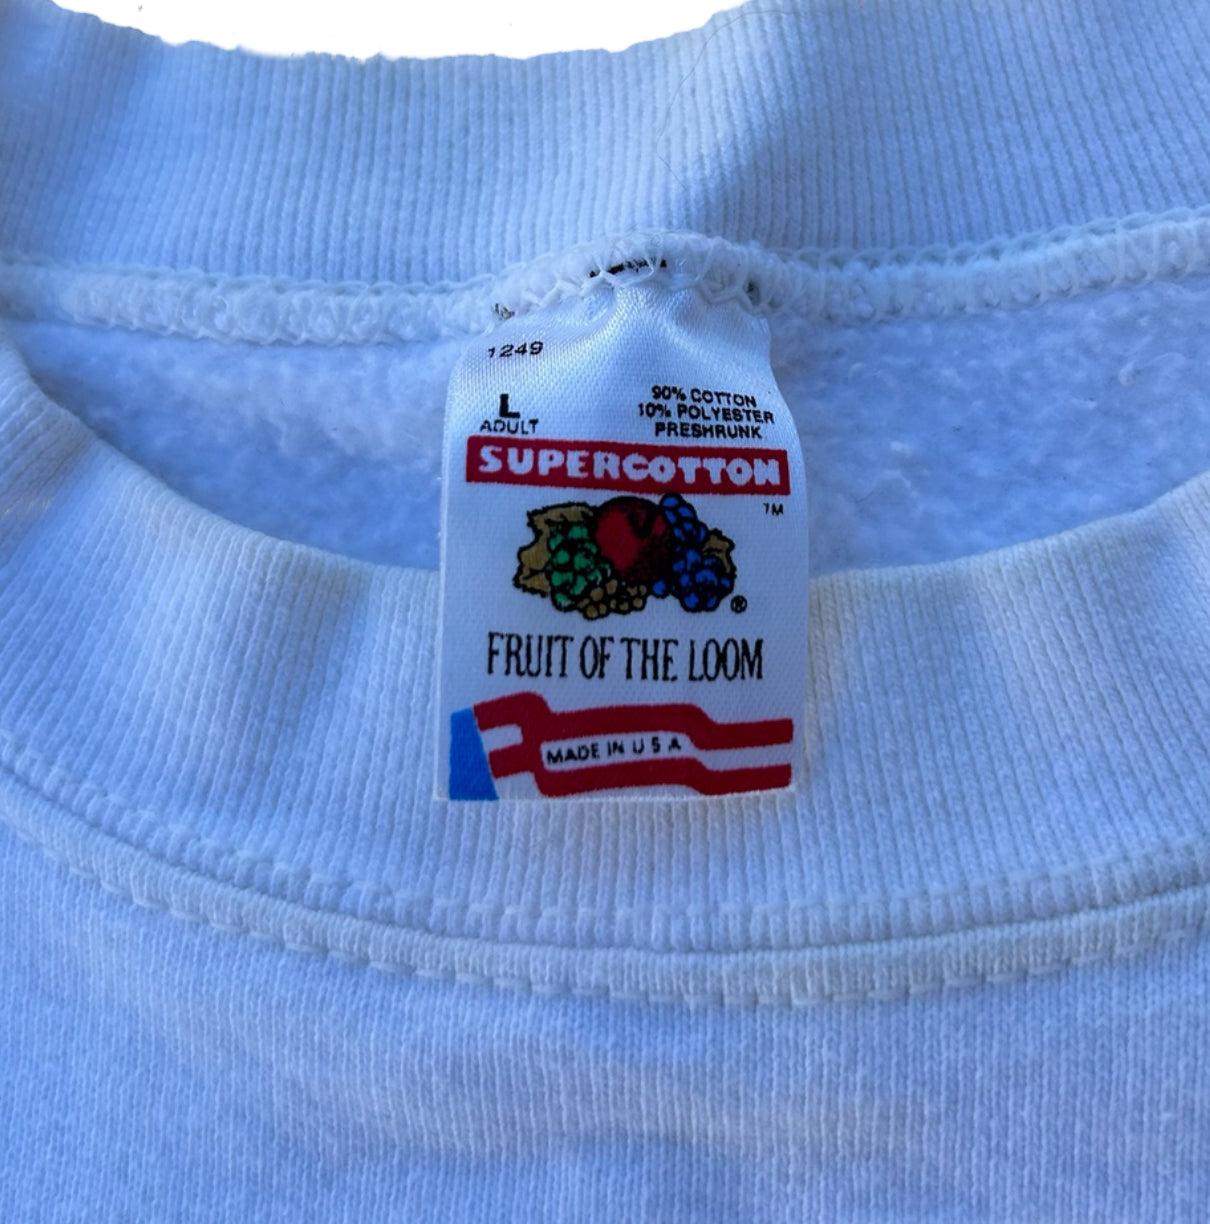 1249
L
ADULT
90% COTTON
10% POLYESTER
PRESHRUNK
SUPERCOTTON
TM
®
FRUIT OF THE LOOM
MADE IN U S A